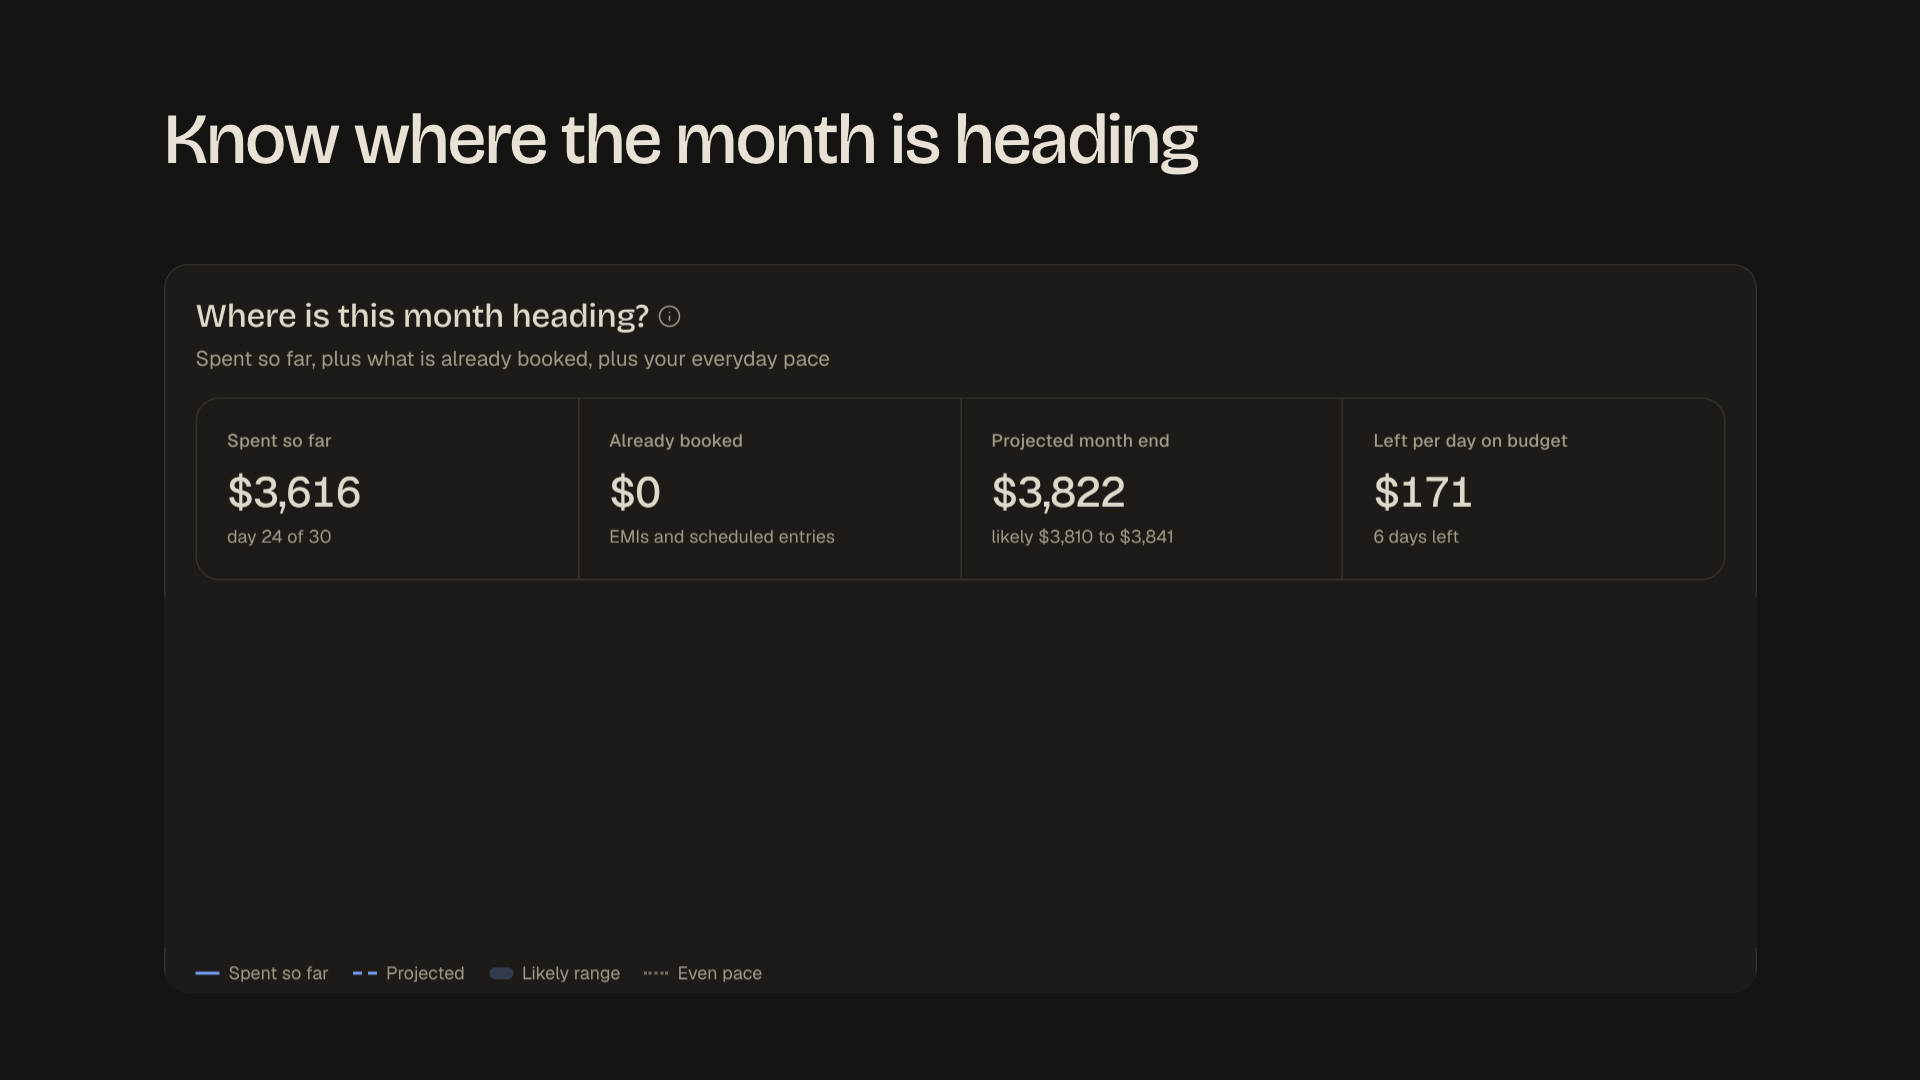 Know where the month is heading
Where is this month heading?
Spent so far, plus what is already booked, plus your everyday pace
Spent so far
$3,616
day 24 of 30
Already booked
$0
EMIs and scheduled entries
Projected month end
$3,822
likely $3,810 to $3,841
Left per day on budget
$171
6 days left
Spent so far
Projected
Likely range
Even pace